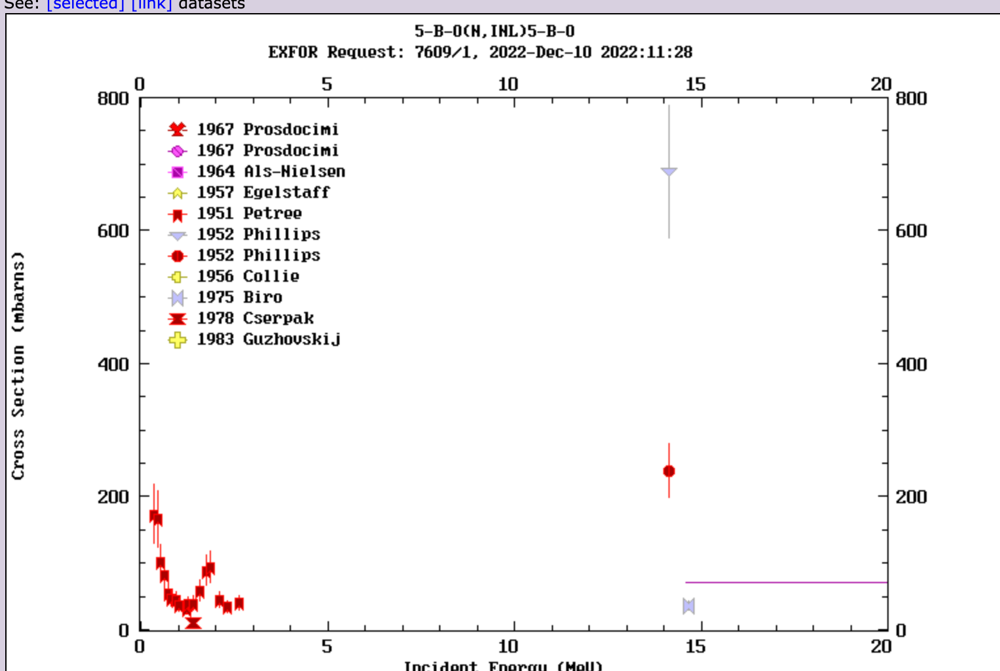 See: [selected] [link] datasets
5-B-0(N,INL)5-B-0
EXFOR Request: 7609/1, 2022-Dec-10 2022:11:28
0 5 10 15 20
800 800
1967 Prosdocimi
1967 Prosdocimi
1964 Als-Nielsen
1957 Egelstaff
1951 Petree
600 600
1952 Phillips
1952 Phillips
1956 Collie
1975 Biro
1978 Cserpak
1983 Guzhovskij
Cross Section (mbarns)
400 400
200 200
0 0
0 5 10 15 20
Incident Energy (MeV)